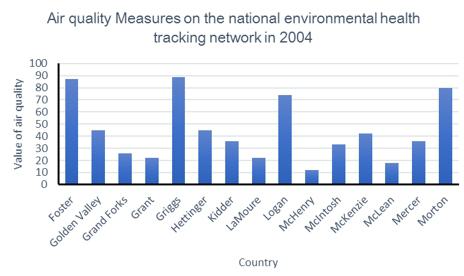 Air quality Measures on the national environmental health
tracking network in 2004
Value of air quality
100
90
80
70
60
50
40
30
20
10
0
Foster
Golden Valley
Grand Forks
Grant
Griggs
Hettinger
Kidder
LaMoure
Logan
McHenry
McIntosh
McKenzie
McLean
Mercer
Morton
Country